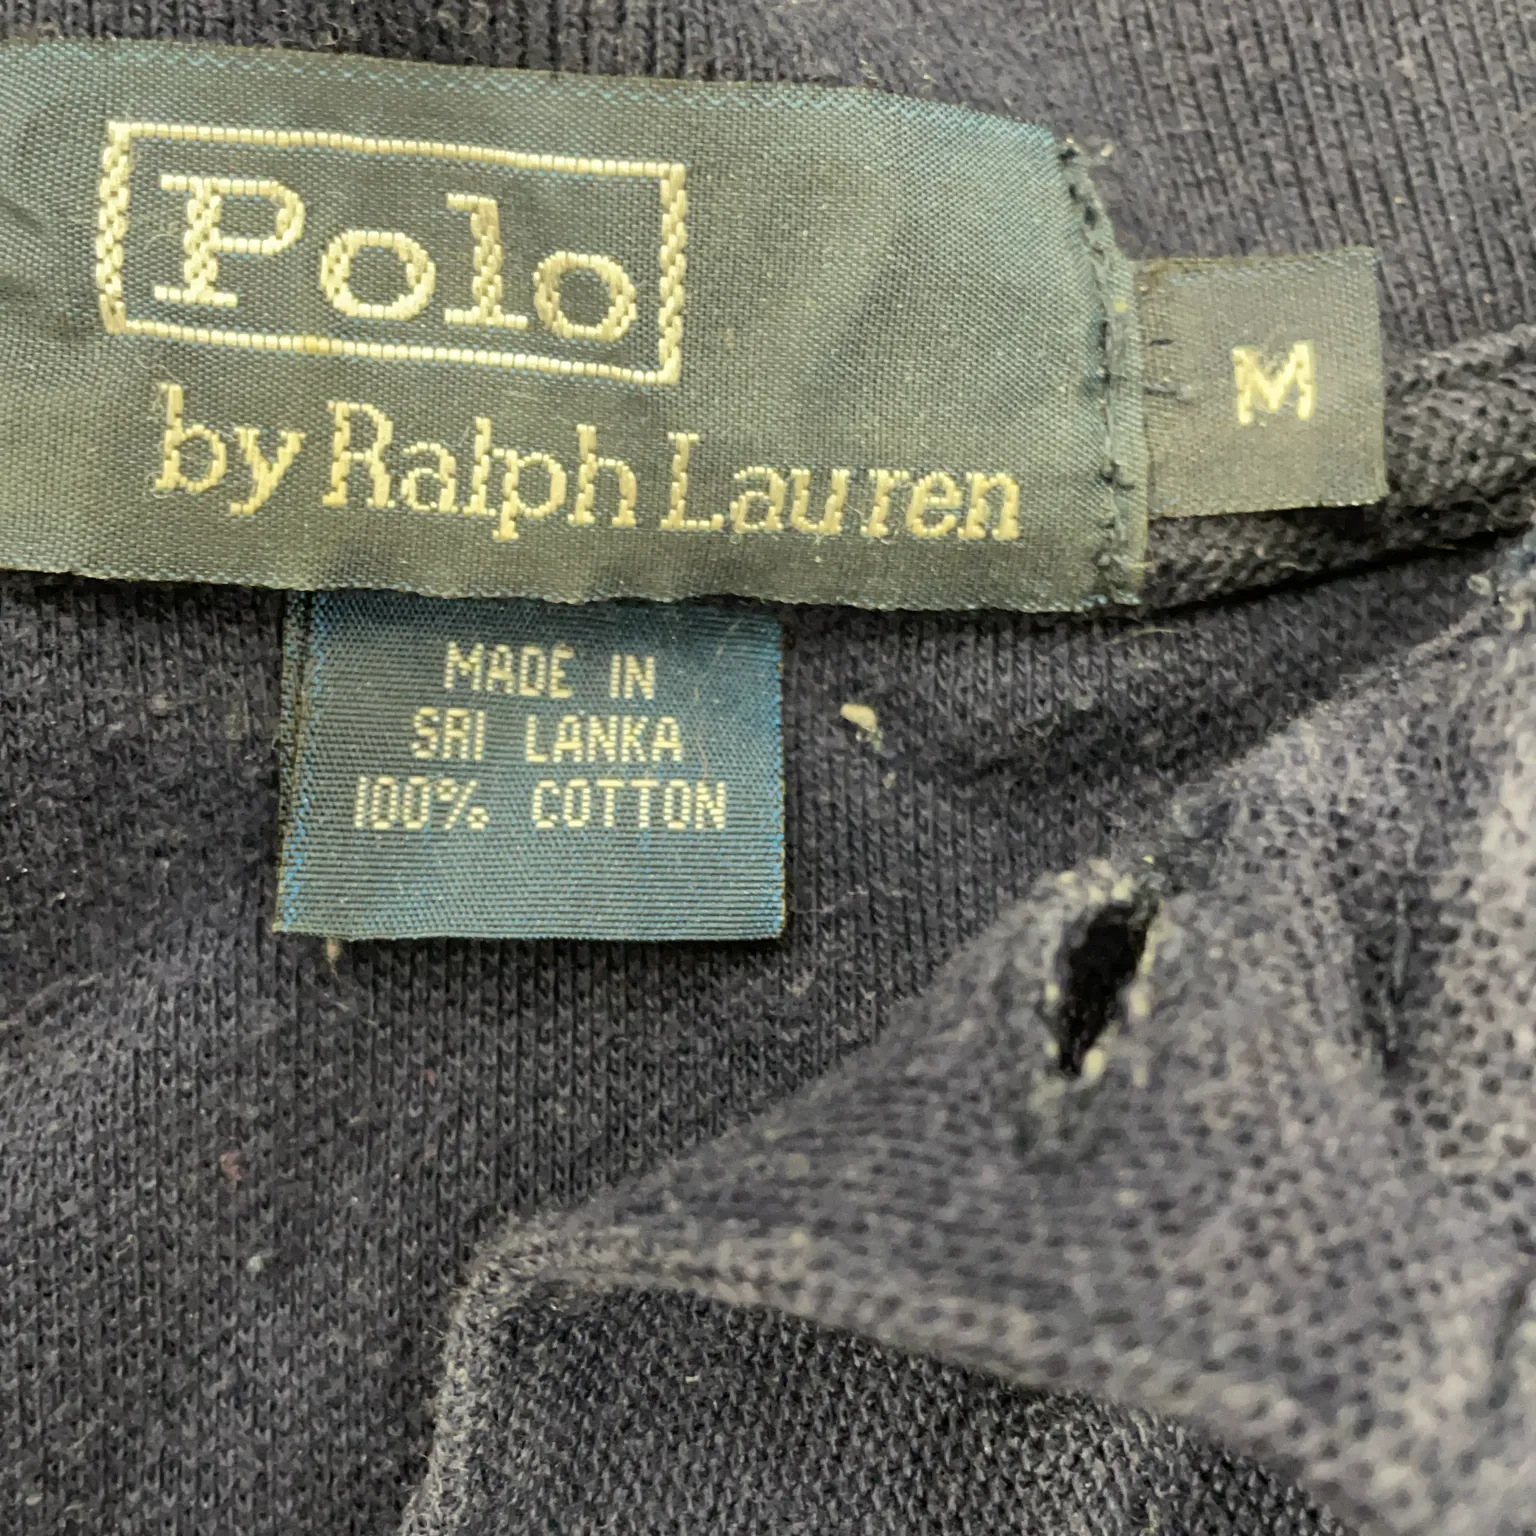 Polo
by Ralph Lauren
M
MADE IN
SRI LANKA
100% COTTON